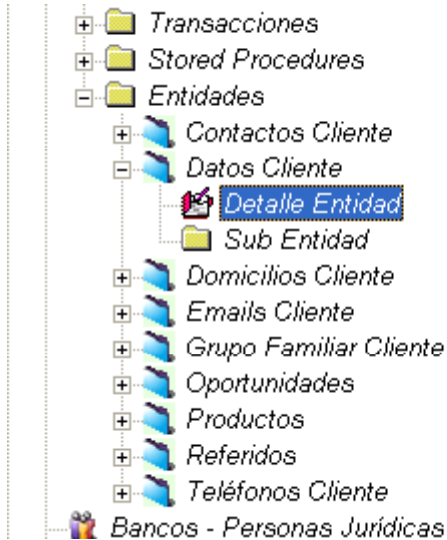 Transacciones
Stored Procedures
Entidades
Contactos Cliente
Datos Cliente
Detalle Entidad
Sub Entidad
Domicilios Cliente
Emails Cliente
Grupo Familiar Cliente
Oportunidades
Productos
Referidos
Teléfonos Cliente
Bancos - Personas Jurídicas